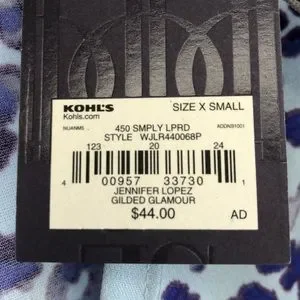 KOHL'S SIZE X SMALL
Kohls.com
450 SMPLY LPRD
STYLE WJLR440068P
123 20 24
4 00957 33730 1
JENNIFER LOPEZ
GILDED GLAMOUR
$44.00 AD